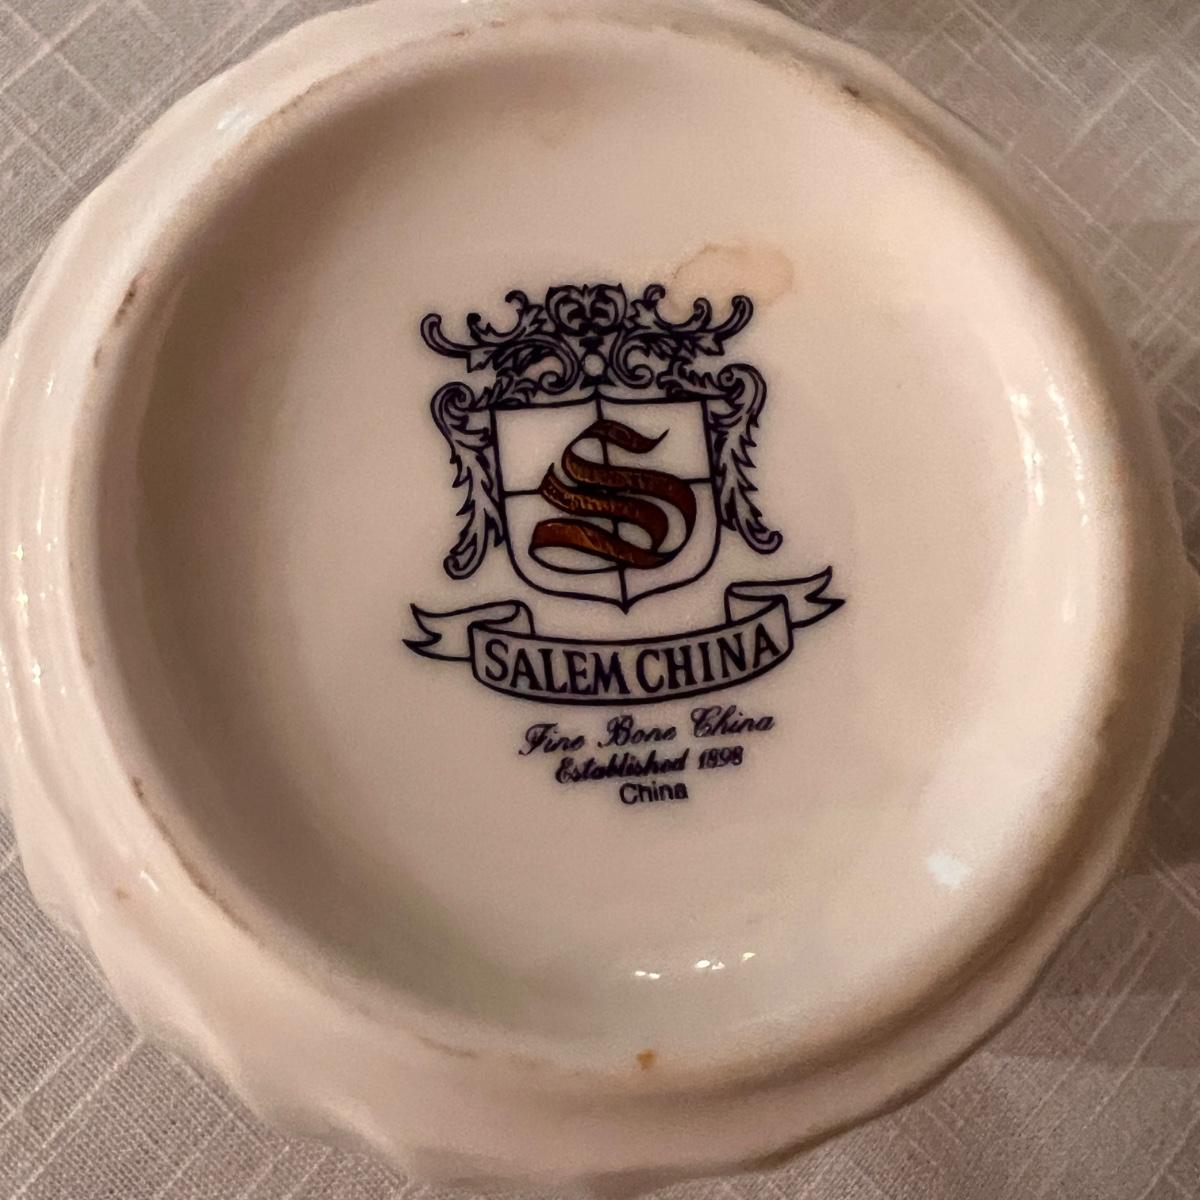 S
SALEM CHINA
Fine Bone China
Established 1898
China